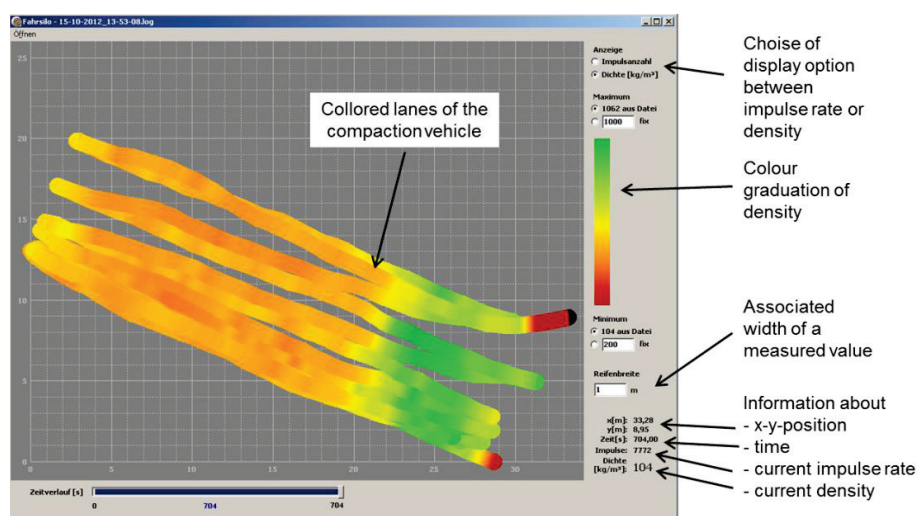 Fahrsilo - 15-10-2012_13-53-08.log
Öffnen
25
20
15
10
5
0
0 5 10 15 20 25 30
Collored lanes of the
compaction vehicle
Anzeige
Impulsanzahl
Dichte [kg/m³]
Maximum
1062 aus Datei
1000 fix
Minimum
104 aus Datei
200 fix
Reifenbreite
1 m
x[m]: 33,28
y[m]: 8,95
Zeit[s]: 704,00
Impulse: 7772
Dichte
[kg/m³]: 104
Zeitverlauf [s]
0 704 704
Choise of
display option
between
impulse rate or
density
Colour
graduation of
density
Associated
width of a
measured value
Information about
- x-y-position
- time
- current impulse rate
- current density